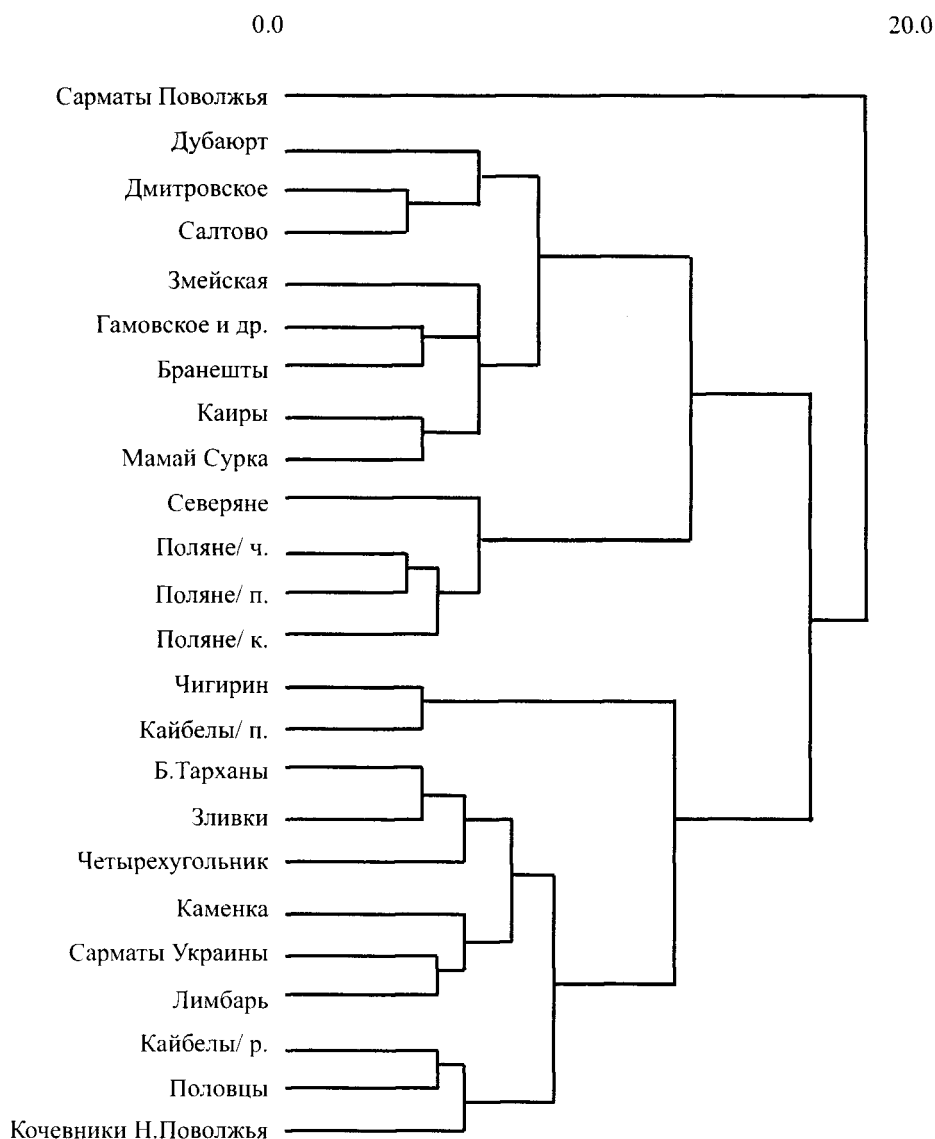 0.0 20.0
Сарматы Поволжья
Дубаюрт
Дмитровское
Салтово
Змейская
Гамовское и др.
Бранешты
Каиры
Мамай Сурка
Северяне
Поляне/ ч.
Поляне/ п.
Поляне/ к.
Чигирин
Кайбелы/ п.
Б.Тарханы
Зливки
Четырехугольник
Каменка
Сарматы Украины
Лимбарь
Кайбелы/ р.
Половцы
Кочевники Н.Поволжья